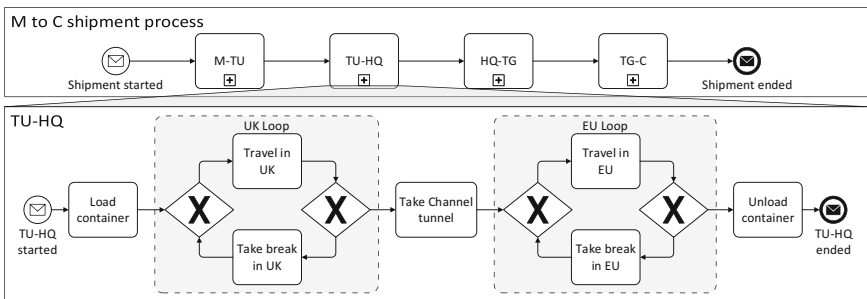 M to C shipment process
M-TU
TU-HQ
HQ-TG
TG-C
Shipment started
Shipment ended
TU-HQ
UK Loop
EU Loop
Travel in
UK
Travel in
EU
Load
container
X
X
Take Channel
tunnel
X
X
Unload
container
TU-HQ
started
Take break
in UK
Take break
in EU
TU-HQ
ended